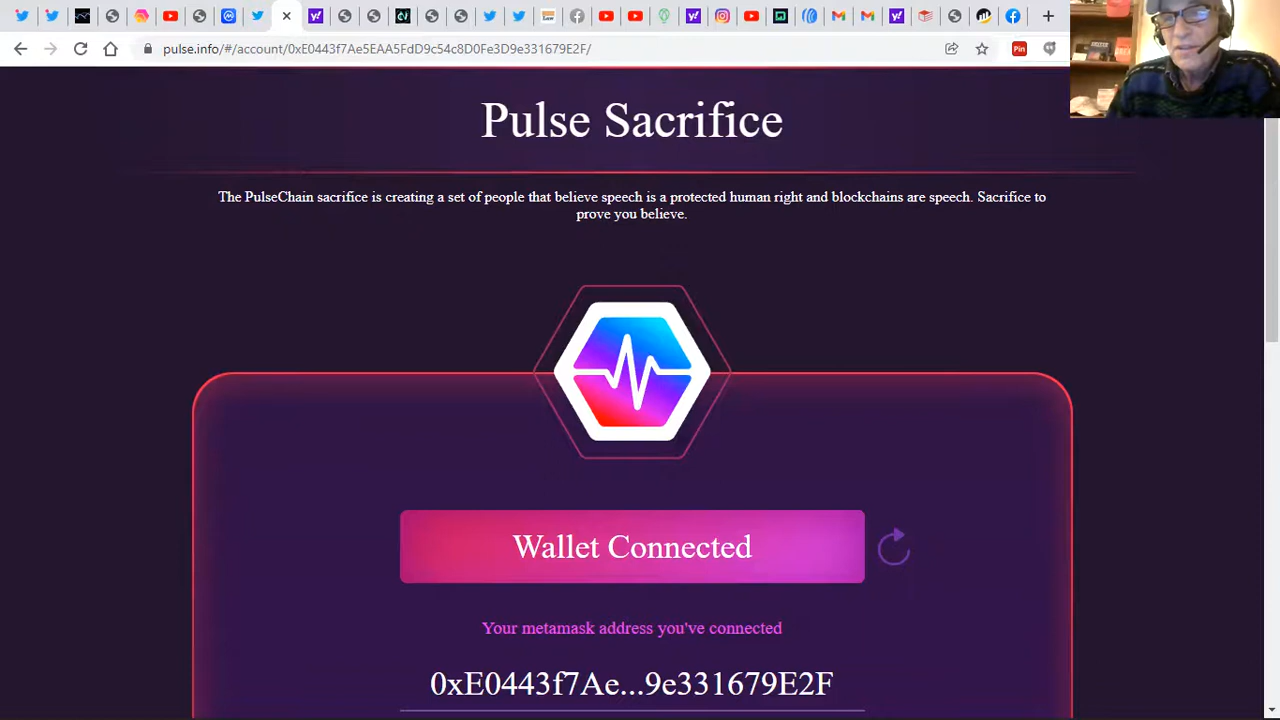 pulse.info/#/account/0xE0443f7Ae5EAA5FdD9c54c8D0Fe3D9e331679E2F/
Pin
Pulse Sacrifice
The PulseChain sacrifice is creating a set of people that believe speech is a protected human right and blockchains are speech. Sacrifice to
prove you believe.
Wallet Connected
Your metamask address you've connected
0xE0443f7Ae...9e331679E2F